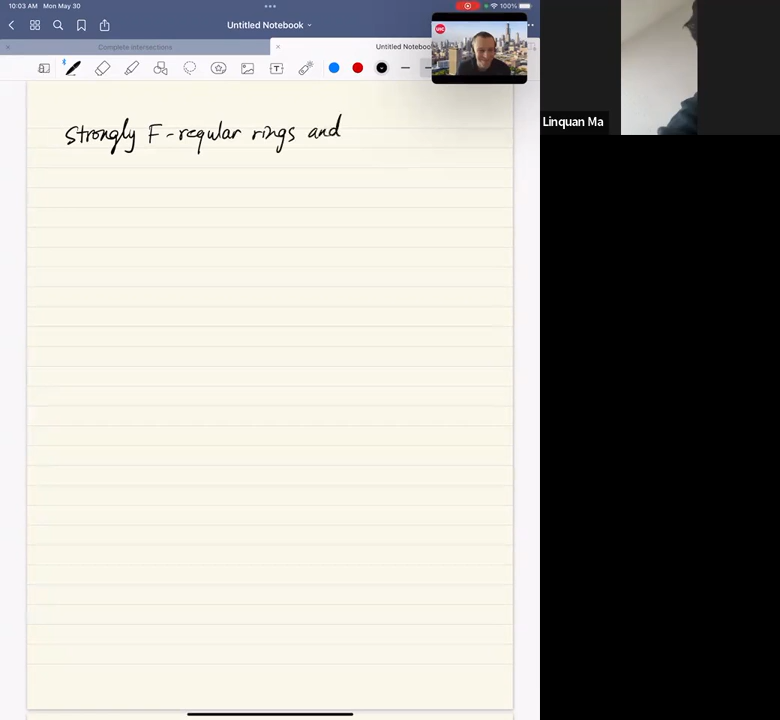 10:03 AM Mon May 30
100%
Untitled Notebook
Complete Intersections
Untitled Notebook
UIC
Linquan Ma
Strongly F-regular rings and